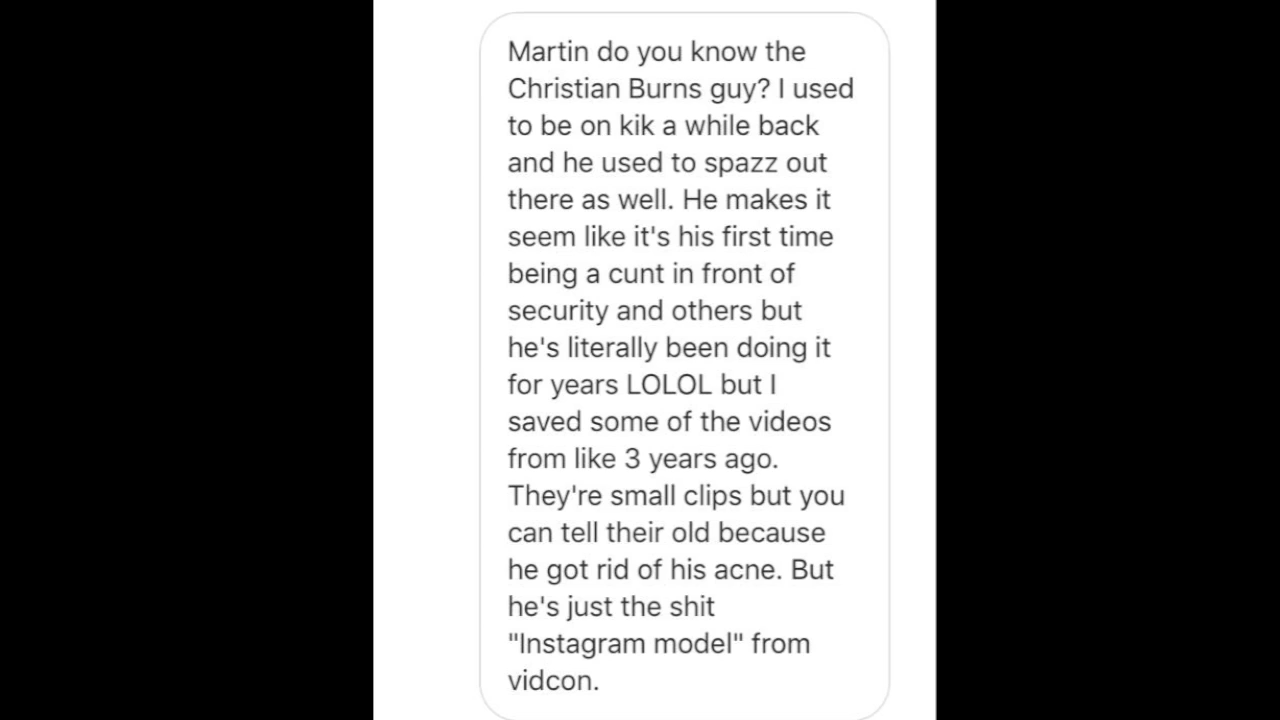 Martin do you know the
Christian Burns guy? I used
to be on kik a while back
and he used to spazz out
there as well. He makes it
seem like it's his first time
being a cunt in front of
security and others but
he's literally been doing it
for years LOLOL but I
saved some of the videos
from like 3 years ago.
They're small clips but you
can tell their old because
he got rid of his acne. But
he's just the shit
"Instagram model" from
vidcon.